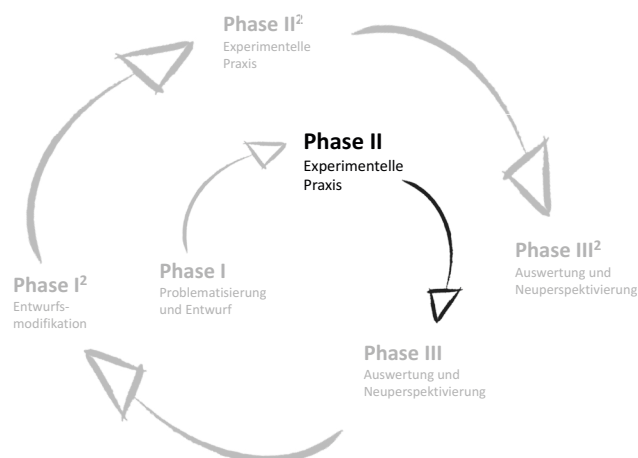 Phase II²
Experimentelle
Praxis
Phase II
Experimentelle
Praxis
Phase III²
Auswertung und
Neuperspektivierung
Phase I²
Entwurfs-
modifikation
Phase I
Problematisierung
und Entwurf
Phase III
Auswertung und
Neuperspektivierung